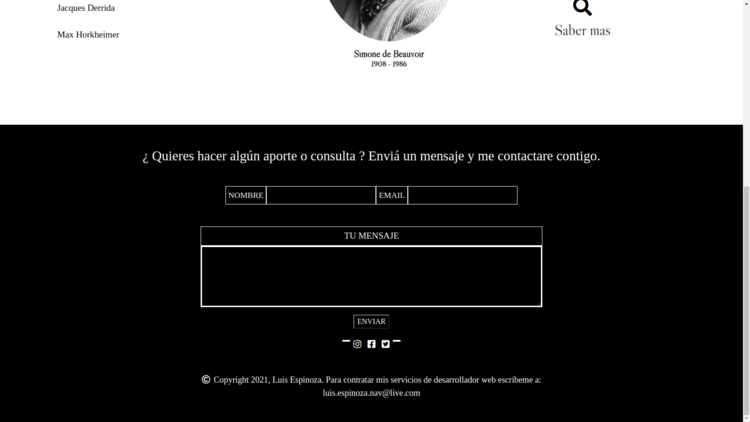 Jacques Derrida
Max Horkheimer
Simone de Beauvoir
1908 - 1986
Saber mas
¿ Quieres hacer algún aporte o consulta ? Enviá un mensaje y me contactare contigo.
NOMBRE
EMAIL
TU MENSAJE
ENVIAR
© Copyright 2021, Luis Espinoza. Para contratar mis servicios de desarrollador web escribeme a:
luis.espinoza.nav@live.com